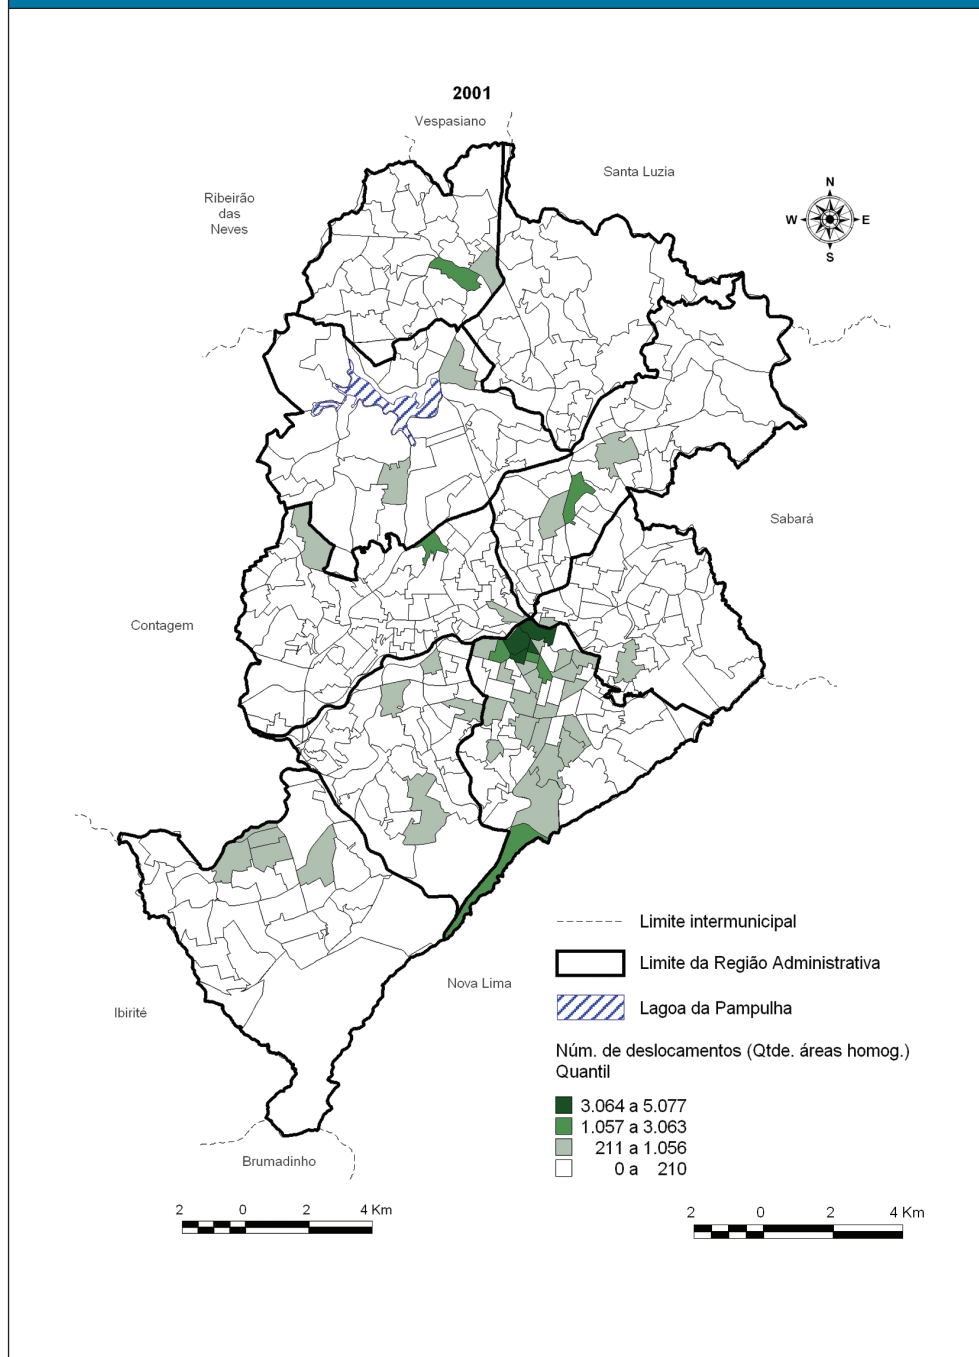 2001
Vespasiano
Santa Luzia
Ribeirão
das
Neves
N
W
E
S
Sabará
Contagem
Limite intermunicipal
Limite da Região Administrativa
Nova Lima
Lagoa da Pampulha
Ibirité
Núm. de deslocamentos (Qtde. áreas homog.)
Quantil
3.064 a 5.077
1.057 a 3.063
211 a 1.056
0 a 210
Brumadinho
2 0 2 4 Km
2 0 2 4 Km